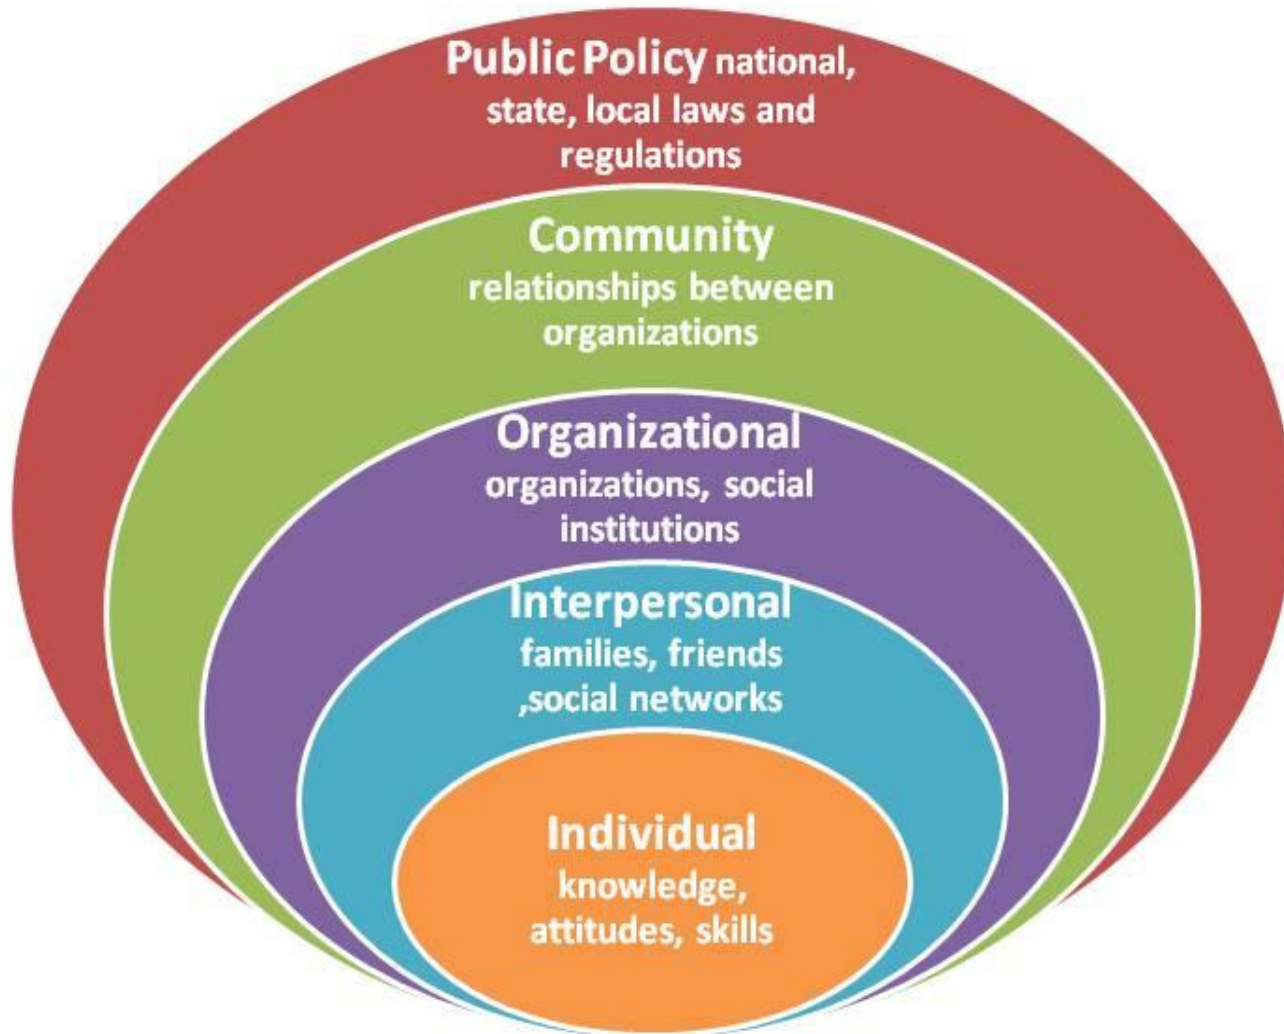 Public Policy national,
state, local laws and
regulations
Community
relationships between
organizations
Organizational
organizations, social
institutions
Interpersonal
families, friends
,social networks
Individual
knowledge,
attitudes, skills